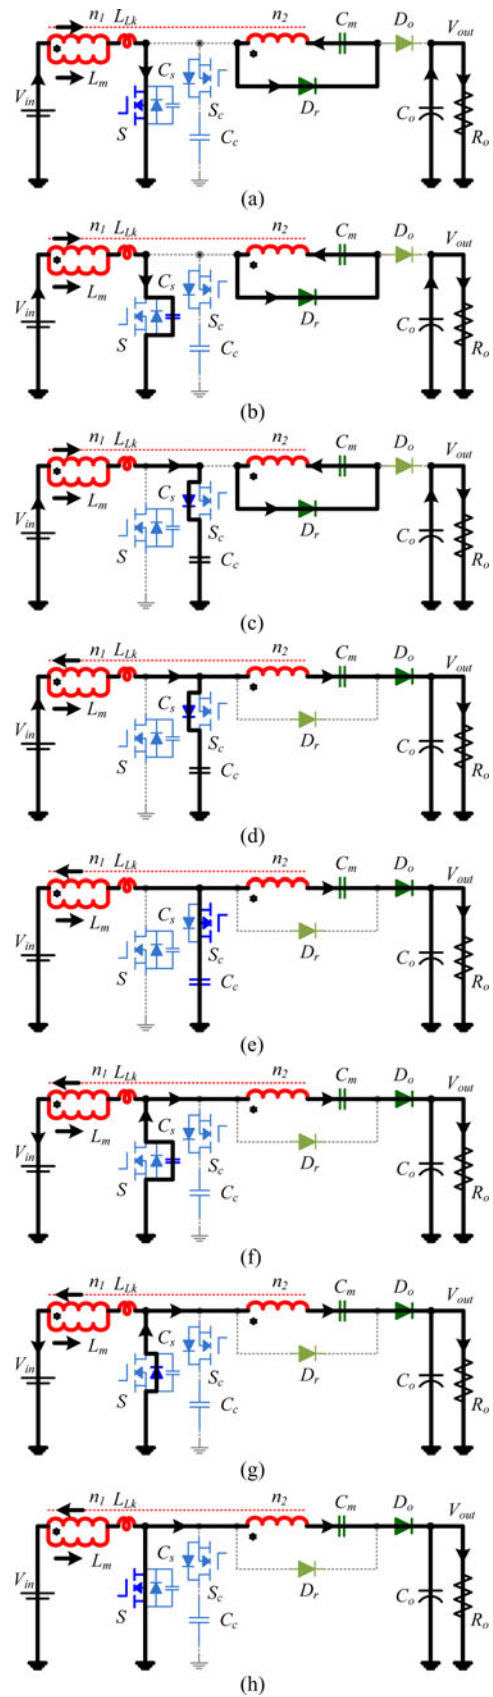 n1 LLk n2 Cm Do Vout
Vin Lm Cs S Sc Cc Dr Co Ro
(a)
n1 LLk n2 Cm Do Vout
Vin Lm Cs S Sc Cc Dr Co Ro
(b)
n1 LLk n2 Cm Do Vout
Vin Lm Cs S Sc Cc Dr Co Ro
(c)
n1 LLk n2 Cm Do Vout
Vin Lm Cs S Sc Cc Dr Co Ro
(d)
n1 LLk n2 Cm Do Vout
Vin Lm Cs S Sc Cc Dr Co Ro
(e)
n1 LLk n2 Cm Do Vout
Vin Lm Cs S Sc Cc Dr Co Ro
(f)
n1 LLk n2 Cm Do Vout
Vin Lm Cs S Sc Cc Dr Co Ro
(g)
n1 LLk n2 Cm Do Vout
Vin Lm Cs S Sc Cc Dr Co Ro
(h)